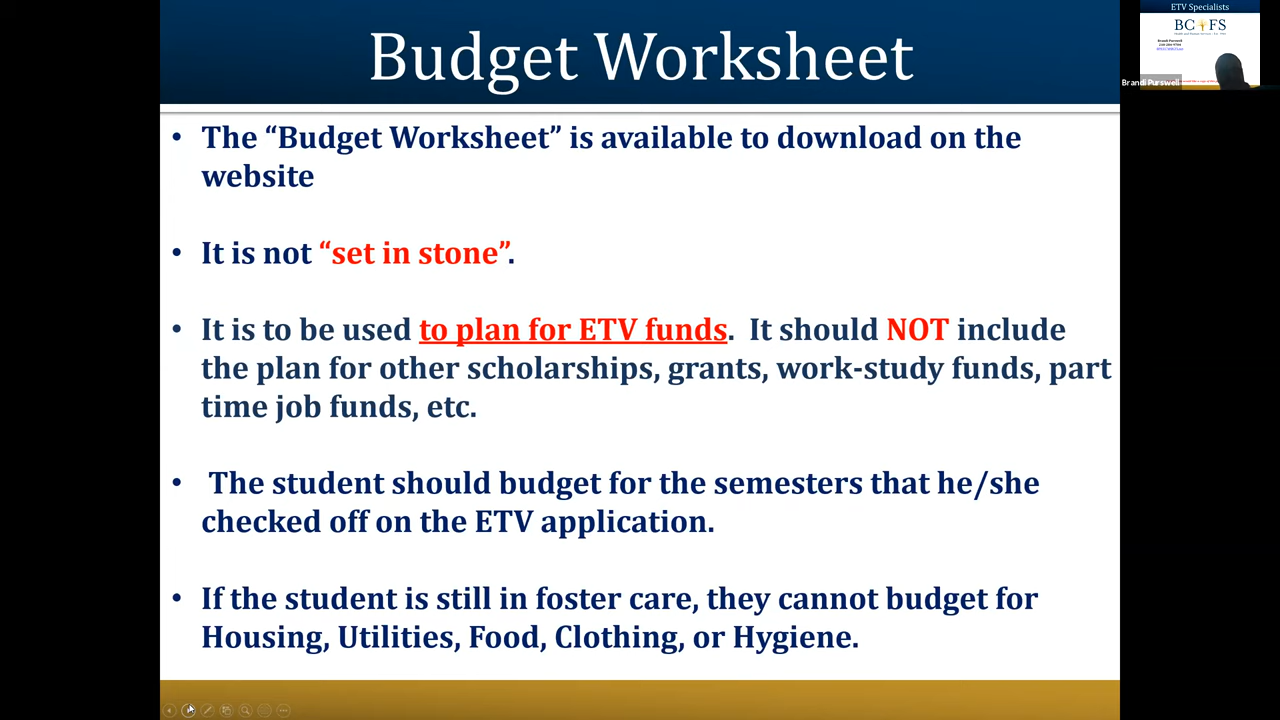 Budget Worksheet
• The “Budget Worksheet” is available to download on the
website
• It is not “set in stone”.
• It is to be used to plan for ETV funds.  It should NOT include
the plan for other scholarships, grants, work-study funds, part
time job funds, etc.
• The student should budget for the semesters that he/she
checked off on the ETV application.
• If the student is still in foster care, they cannot budget for
Housing, Utilities, Food, Clothing, or Hygiene.
ETV Specialists
BCFS
Brandi Purswell
Brandi Purswell